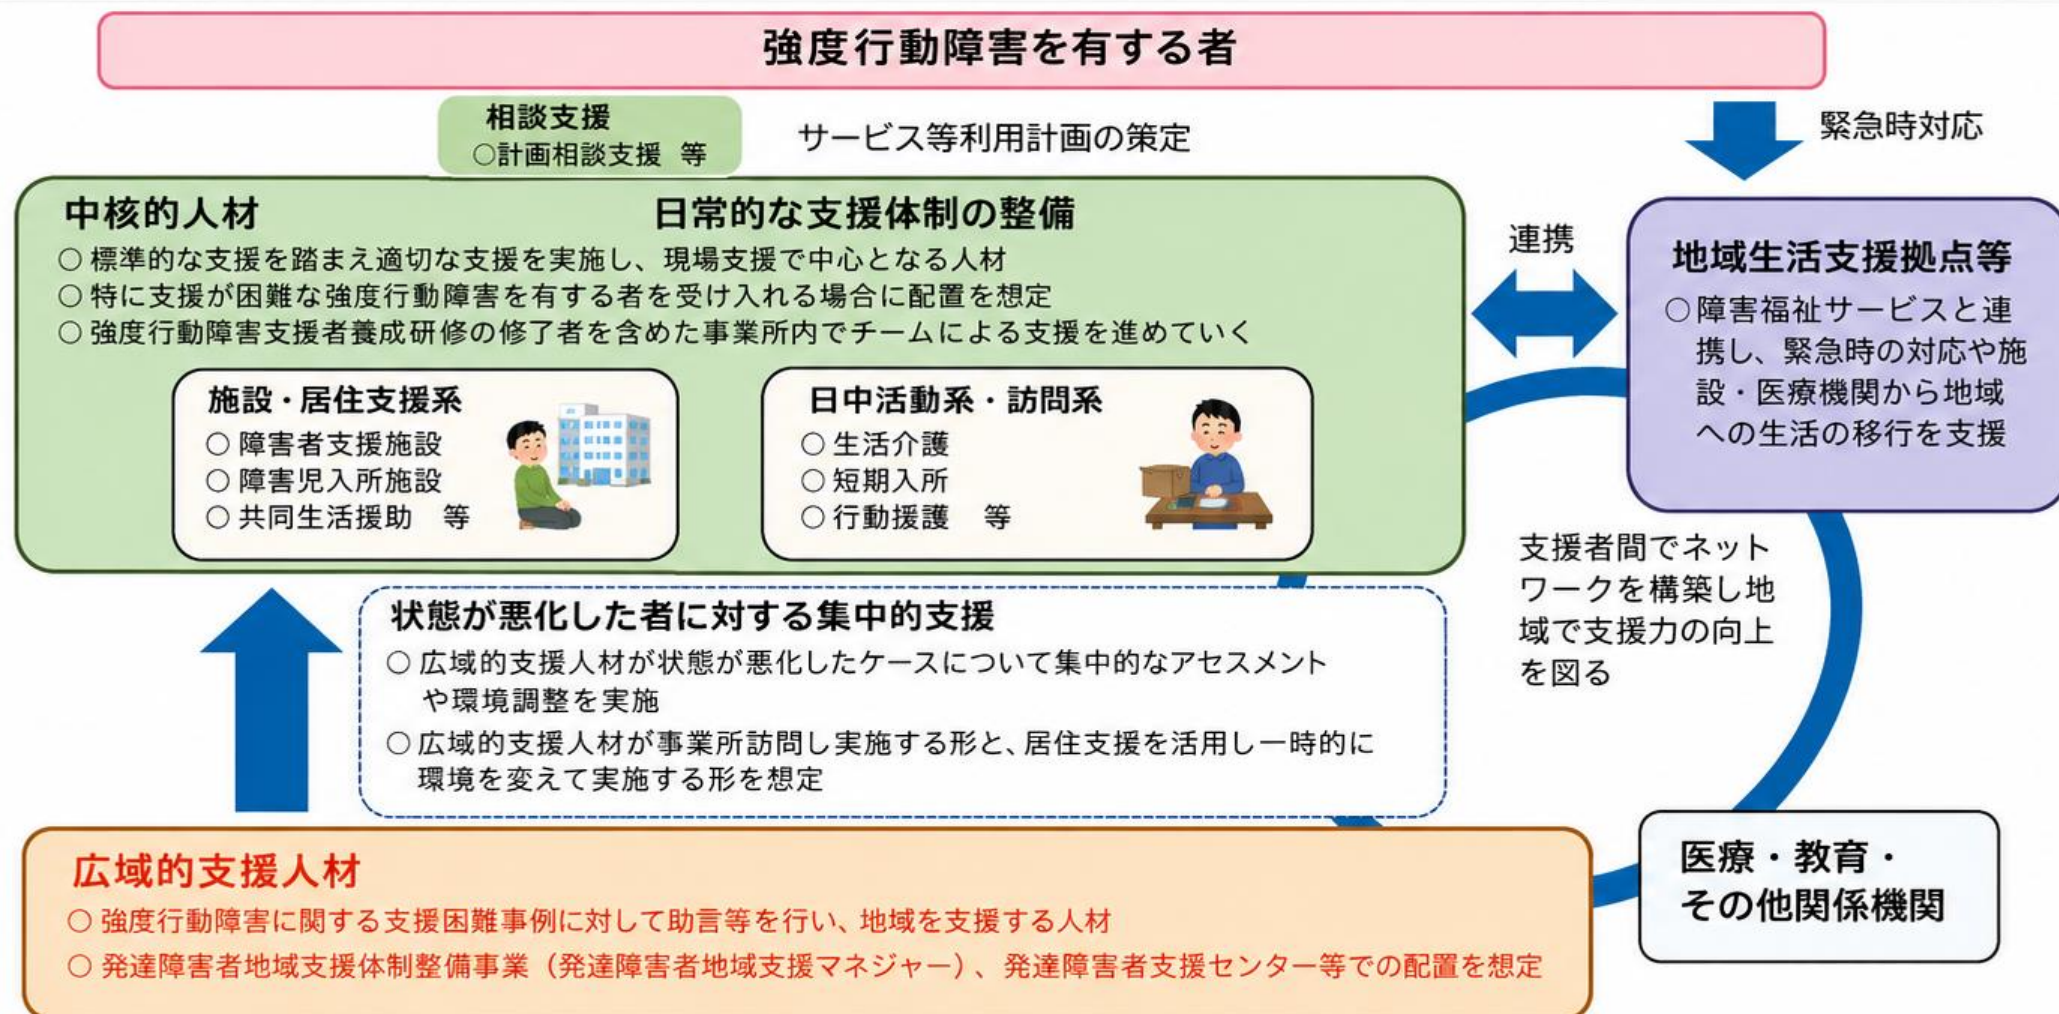 強度行動障害を有する者
相談支援
○計画相談支援 等
サービス等利用計画の策定
緊急時対応
中核的人材
日常的な支援体制の整備
○ 標準的な支援を踏まえ適切な支援を実施し、現場支援で中心となる人材
○ 特に支援が困難な強度行動障害を有する者を受け入れる場合に配置を想定
○ 強度行動障害支援者養成研修の修了者を含めた事業所内でチームによる支援を進めていく
施設・居住支援系
○ 障害者支援施設
○ 障害児入所施設
○ 共同生活援助 等
日中活動系・訪問系
○ 生活介護
○ 短期入所
○ 行動援護 等
連携
地域生活支援拠点等
○障害福祉サービスと連
携し、緊急時の対応や施
設・医療機関から地域
への生活の移行を支援
状態が悪化した者に対する集中的支援
○ 広域的支援人材が状態が悪化したケースについて集中的なアセスメント
や環境調整を実施
○ 広域的支援人材が事業所訪問し実施する形と、居住支援を活用し一時的に
環境を変えて実施する形を想定
支援者間でネット
ワークを構築し地
域で支援力の向上
を図る
広域的支援人材
○ 強度行動障害に関する支援困難事例に対して助言等を行い、地域を支援する人材
○ 発達障害者地域支援体制整備事業（発達障害者地域支援マネジャー）、発達障害者支援センター等での配置を想定
医療・教育・
その他関係機関